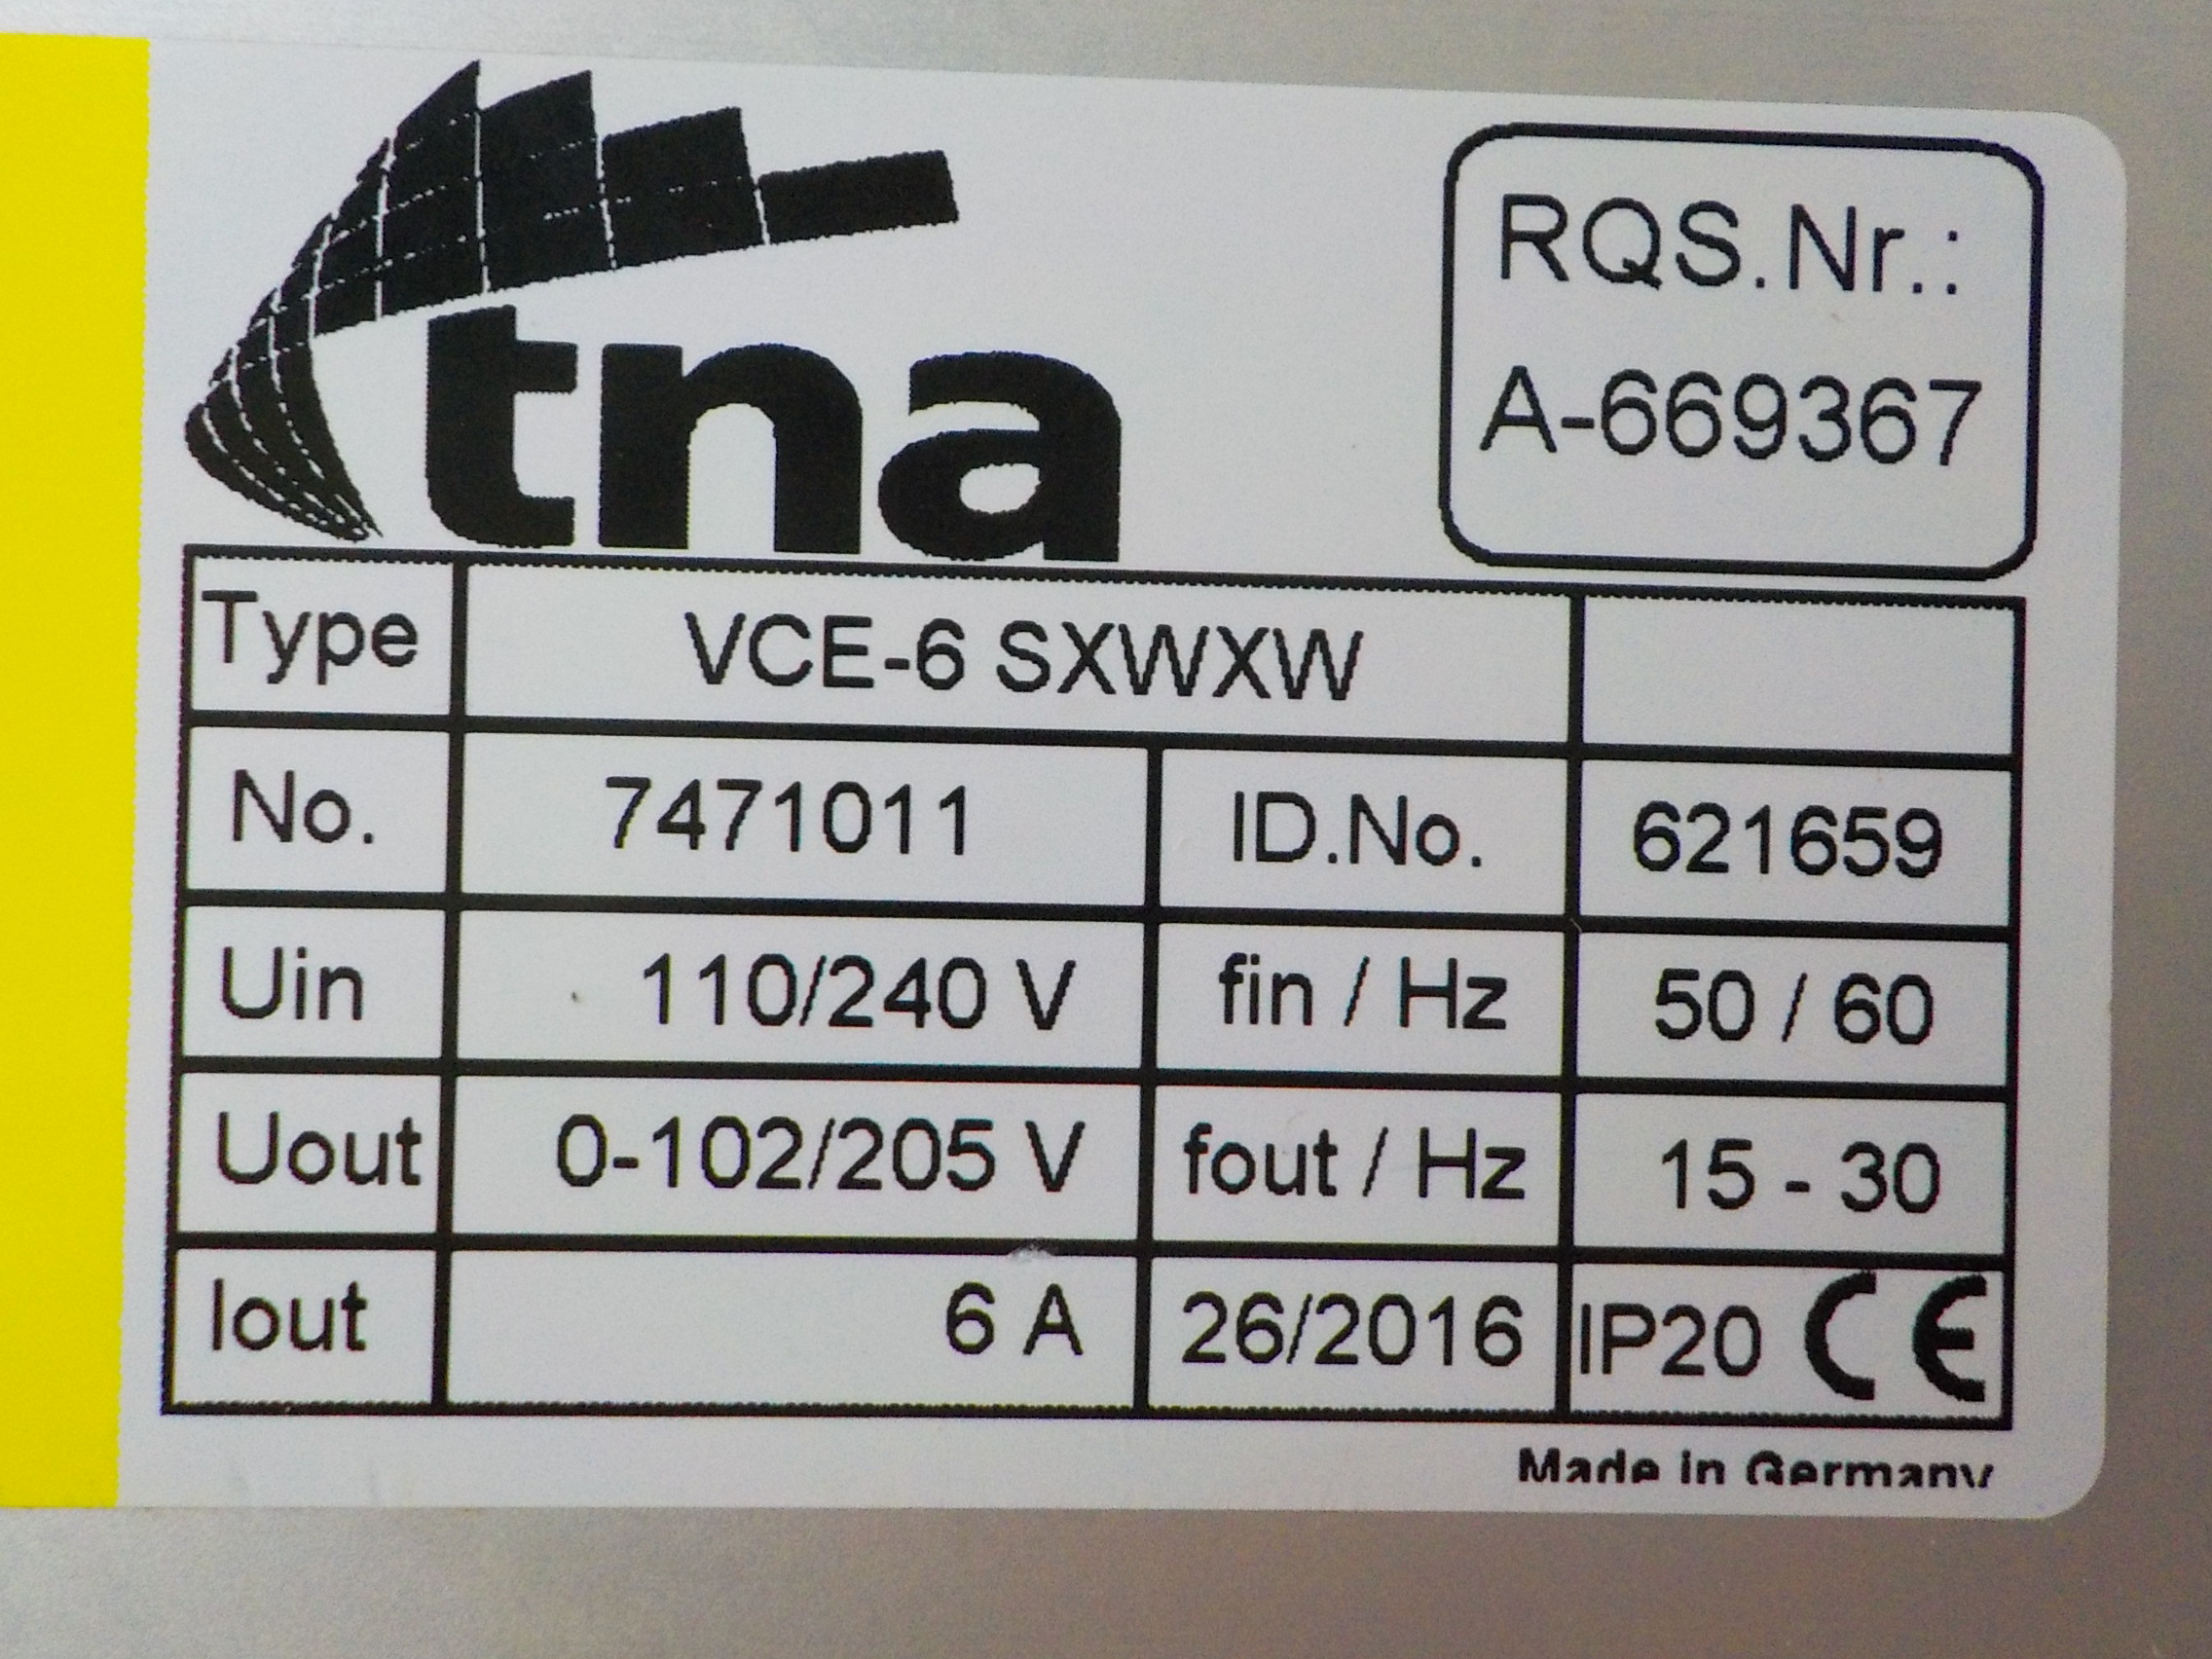 tna
RQS.Nr.:
A-669367
Type VCE-6 SXWXW
No. 7471011 ID.No. 621659
Uin 110/240 V fin / Hz 50 / 60
Uout 0-102/205 V fout / Hz 15 - 30
Iout 6 A 26/2016 IP20 CE
Made in Germany